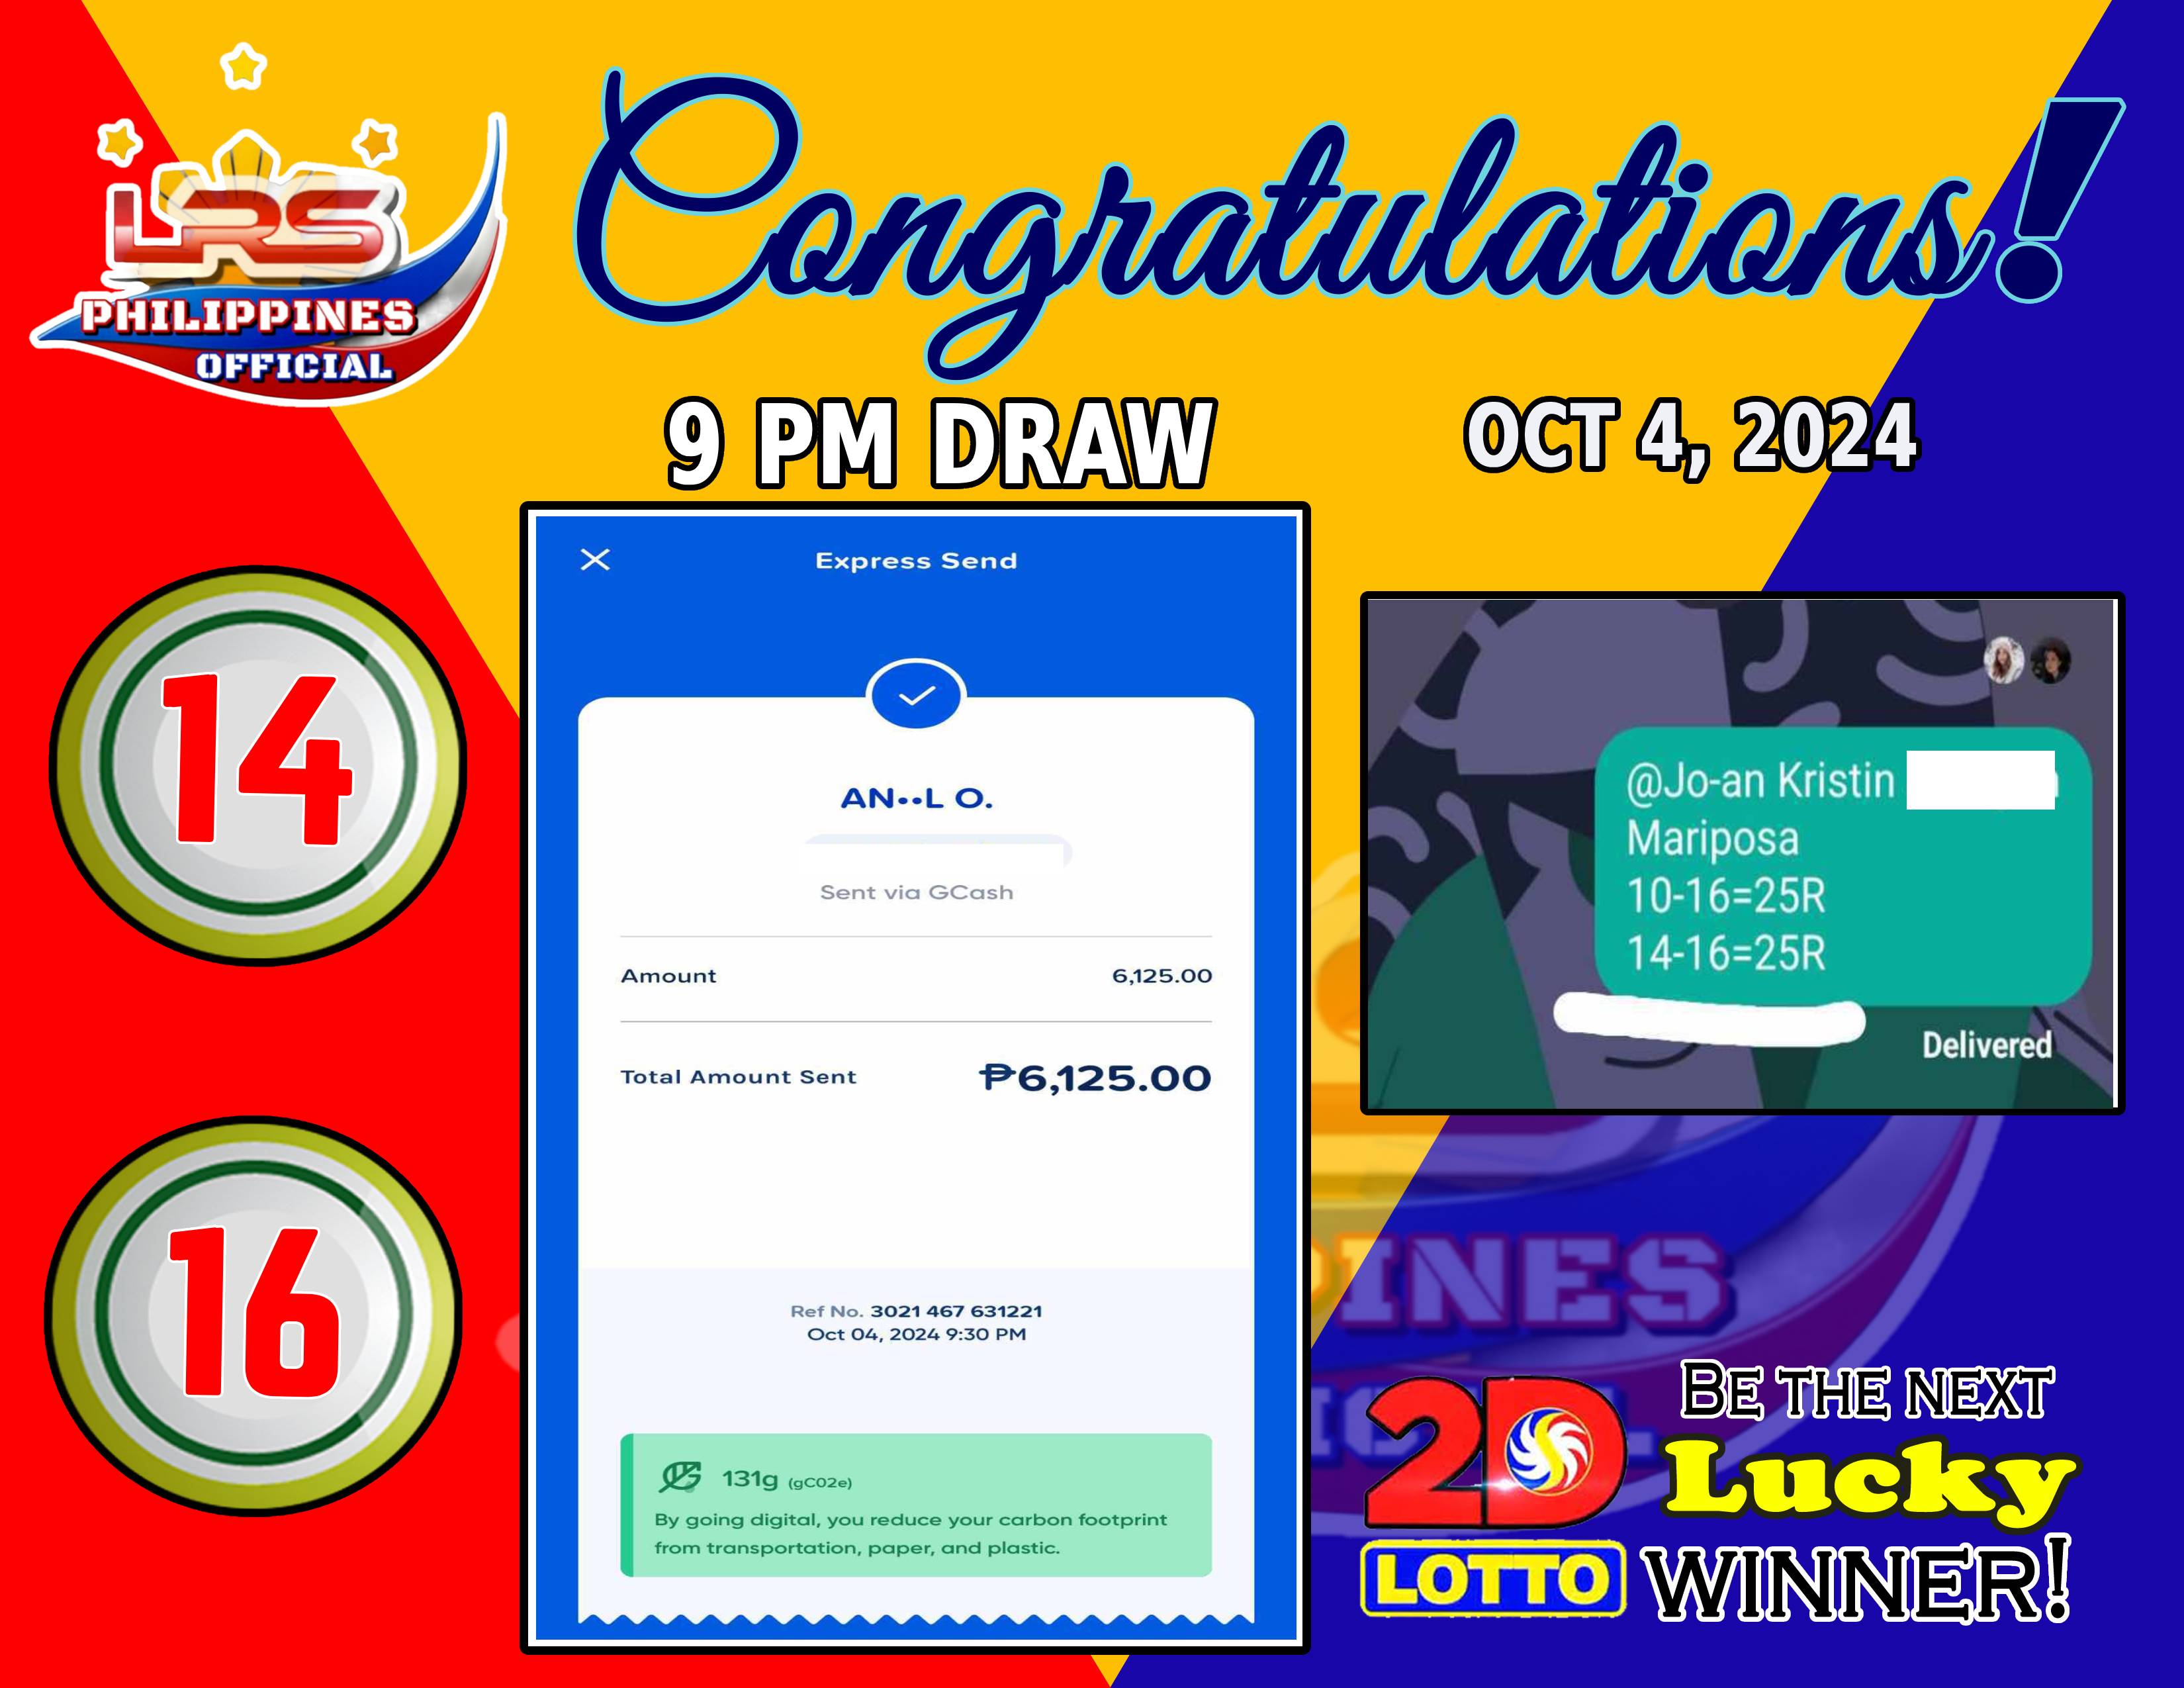 LRS
PHILIPPINES
OFFICIAL
Congratulations!
9 PM DRAW
OCT 4, 2024
14
16
Express Send
AN••L O.
Sent via GCash
Amount 6,125.00
Total Amount Sent ₱6,125.00
Ref No. 3021 467 631221
Oct 04, 2024 9:30 PM
131g (gC02e)
By going digital, you reduce your carbon footprint
from transportation, paper, and plastic.
@Jo-an Kristin
Mariposa
10-16=25R
14-16=25R
Delivered
PINES
2D
LOTTO
BE THE NEXT
Lucky
WINNER!